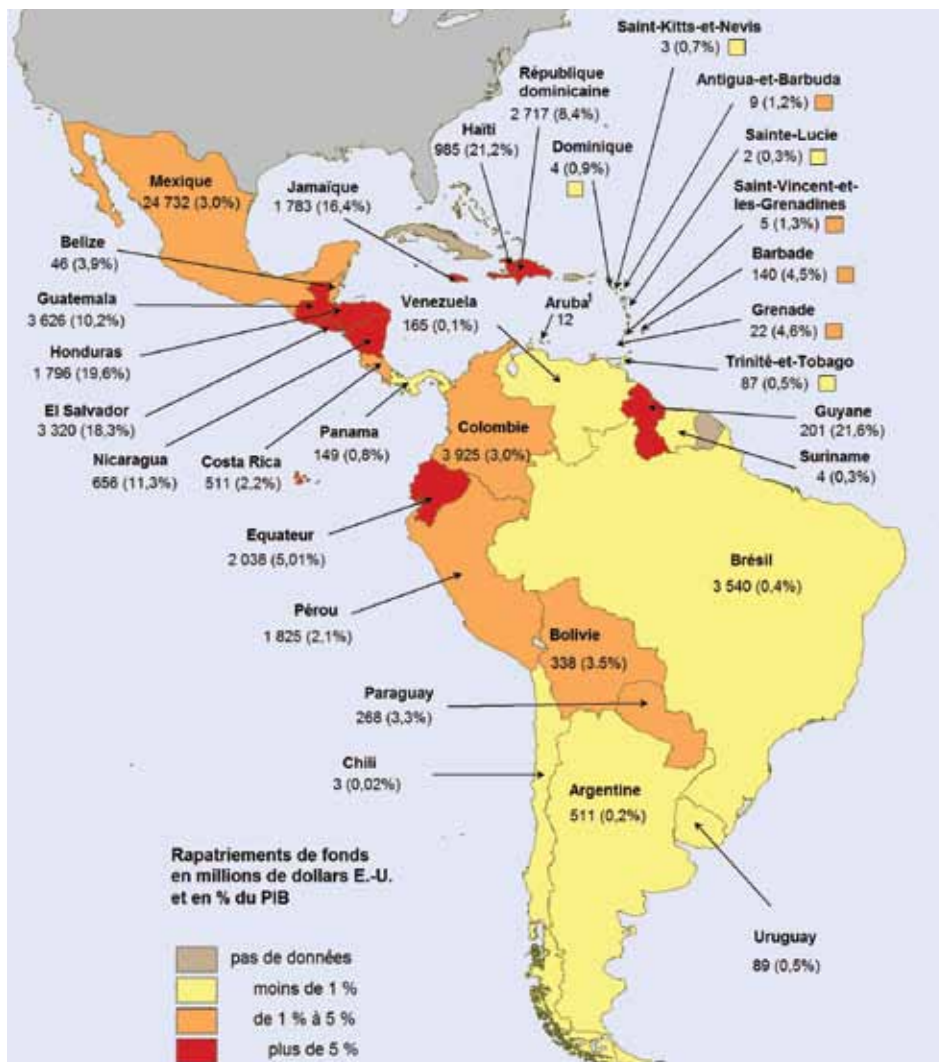 Saint-Kitts-et-Nevis
3 (0,7%)
Antigua-et-Barbuda
9 (1,2%)
République
dominicaine
2 717 (8,4%)
Haïti
985 (21,2%)
Dominique
4 (0,9%)
Sainte-Lucie
2 (0,3%)
Saint-Vincent-et-
les-Grenadines
5 (1,3%)
Mexique
24 732 (3,0%)
Jamaïque
1 783 (16,4%)
Belize
46 (3,9%)
Barbade
140 (4,5%)
Guatemala
3 626 (10,2%)
Venezuela
165 (0,1%)
Aruba¹
12
Grenade
22 (4,6%)
Honduras
1 796 (19,6%)
Trinité-et-Tobago
87 (0,5%)
El Salvador
3 320 (18,3%)
Guyane
201 (21,6%)
Panama
149 (0,8%)
Colombie
3 925 (3,0%)
Nicaragua
656 (11,3%)
Costa Rica
511 (2,2%)
Suriname
4 (0,3%)
Equateur
2 038 (5,01%)
Brésil
3 540 (0,4%)
Pérou
1 825 (2,1%)
Bolivie
338 (3.5%)
Paraguay
268 (3,3%)
Chili
3 (0,02%)
Argentine
511 (0,2%)
Rapatriements de fonds
en millions de dollars E.-U.
et en % du PIB
Uruguay
89 (0,5%)
pas de données
moins de 1 %
de 1 % à 5 %
plus de 5 %